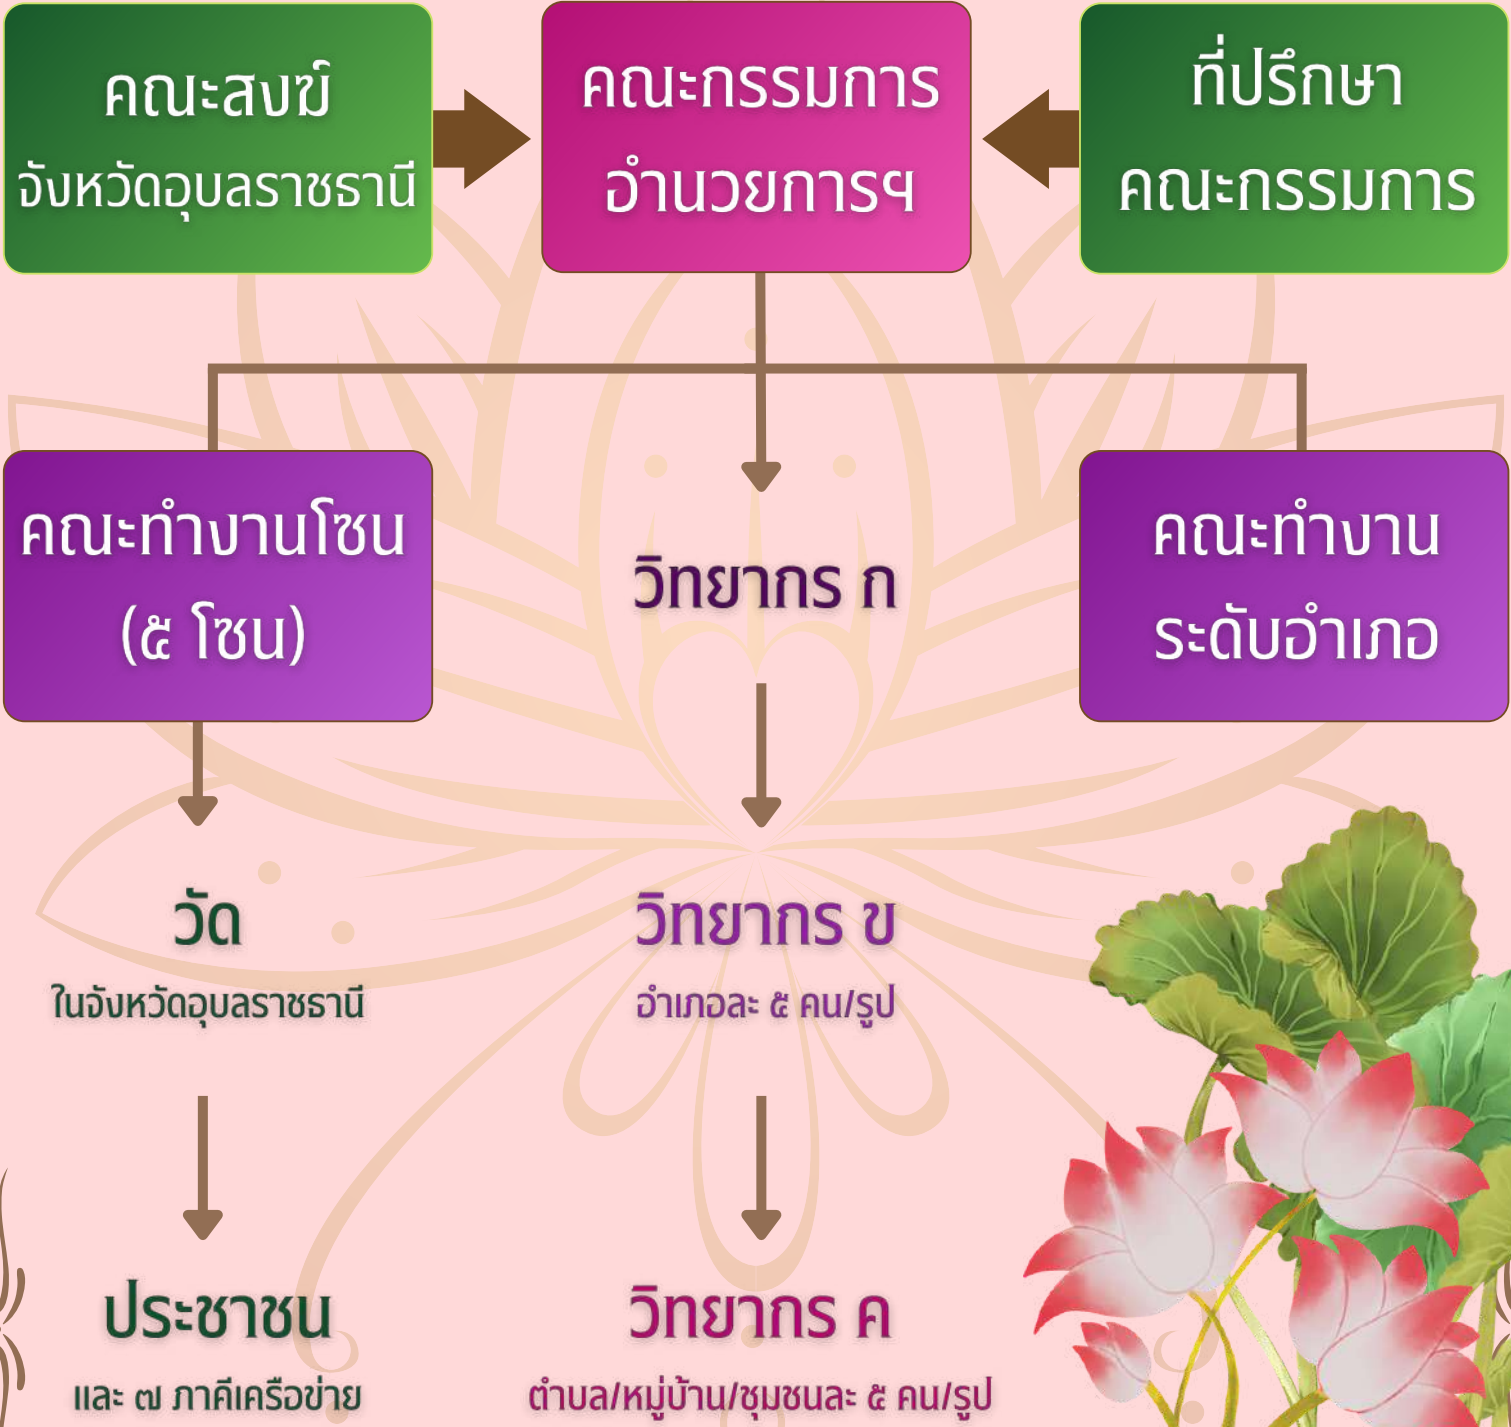 คณะสงฆ์
จังหวัดอุบลราชธานี
คณะกรรมการ
อำนวยการฯ
ที่ปรึกษา
คณะกรรมการ
คณะทำงานโซน
(๕ โซน)
วิทยากร ก
คณะทำงาน
ระดับอำเภอ
วัด
ในจังหวัดอุบลราชธานี
วิทยากร ข
อำเภอละ ๕ คน/รูป
ประชาชน
และ ๗ ภาคีเครือข่าย
วิทยากร ค
ตำบล/หมู่บ้าน/ชุมชนละ ๕ คน/รูป